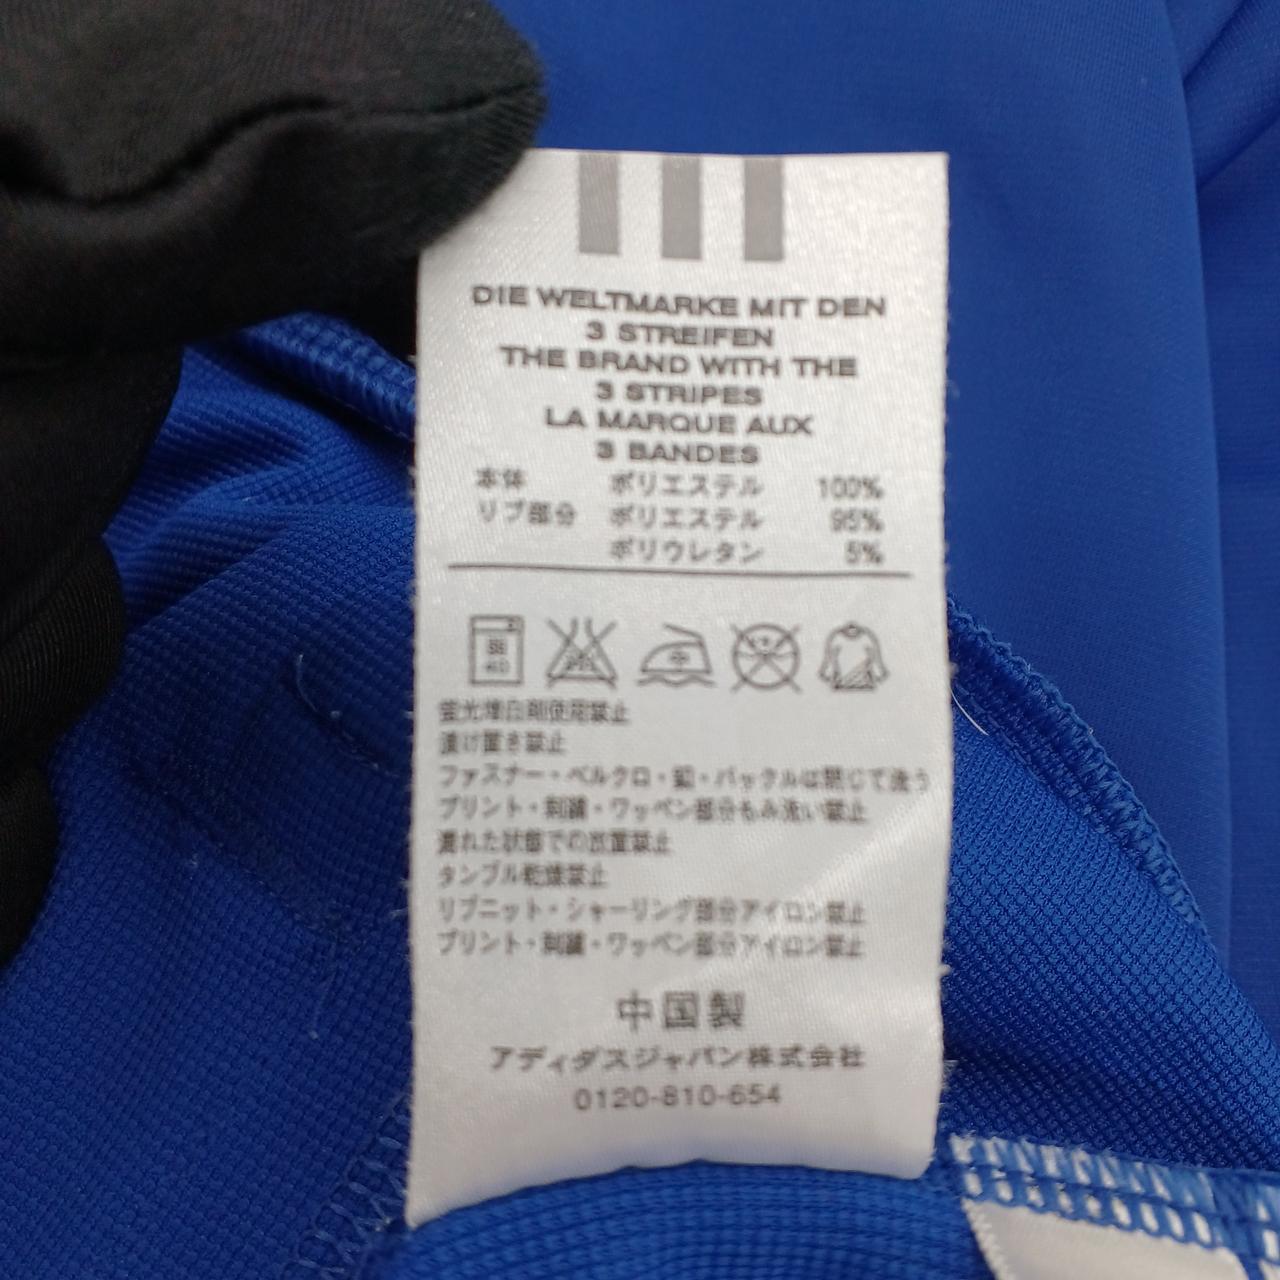 DIE WELTMARKE MIT DEN
3 STREIFEN
THE BRAND WITH THE
3 STRIPES
LA MARQUE AUX
3 BANDES
本体 ポリエステル 100%
リブ部分 ポリエステル 95%
ポリウレタン 5%
40
蛍光増白剤使用禁止
漬け置き禁止
ファスナー・ベルクロ・釦・バックルは閉じて洗う
プリント・刺繍・ワッペン部分もみ洗い禁止
濡れた状態での放置禁止
タンブル乾燥禁止
リブニット・シャーリング部分アイロン禁止
プリント・刺繍・ワッペン部分アイロン禁止
中国製
アディダスジャパン株式会社
0120-810-654